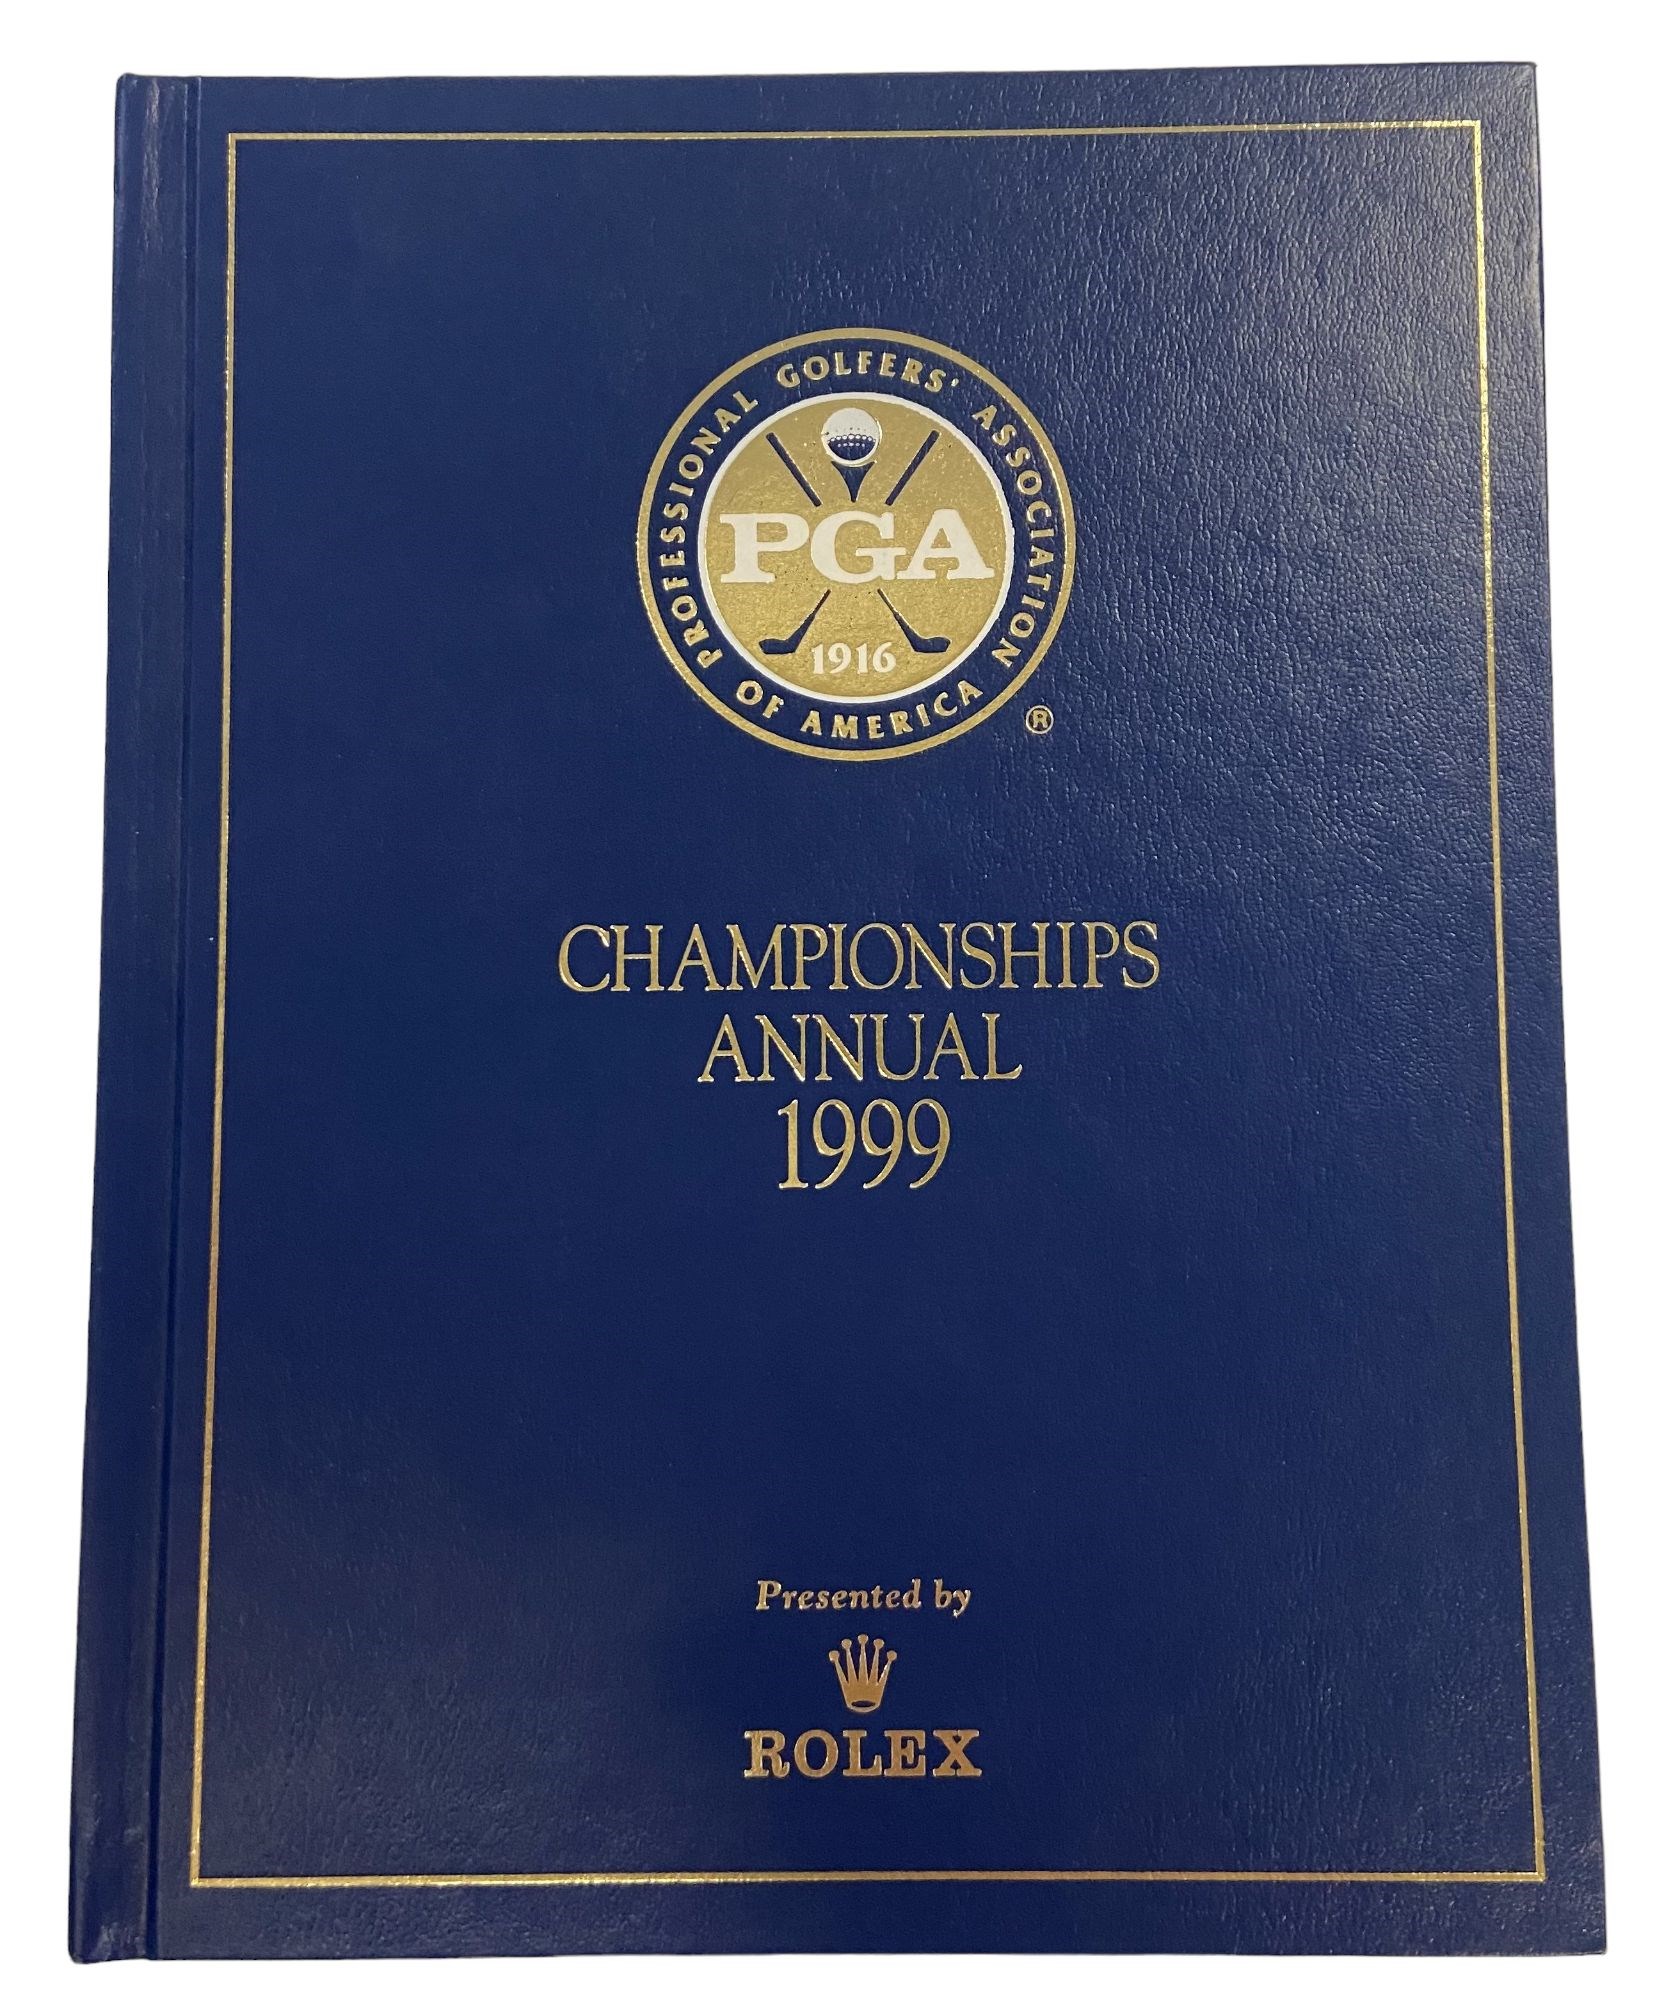 PROFESSIONAL GOLFERS' ASSOCIATION
OF AMERICA
PGA
1916
®
CHAMPIONSHIPS
ANNUAL
1999
Presented by
ROLEX